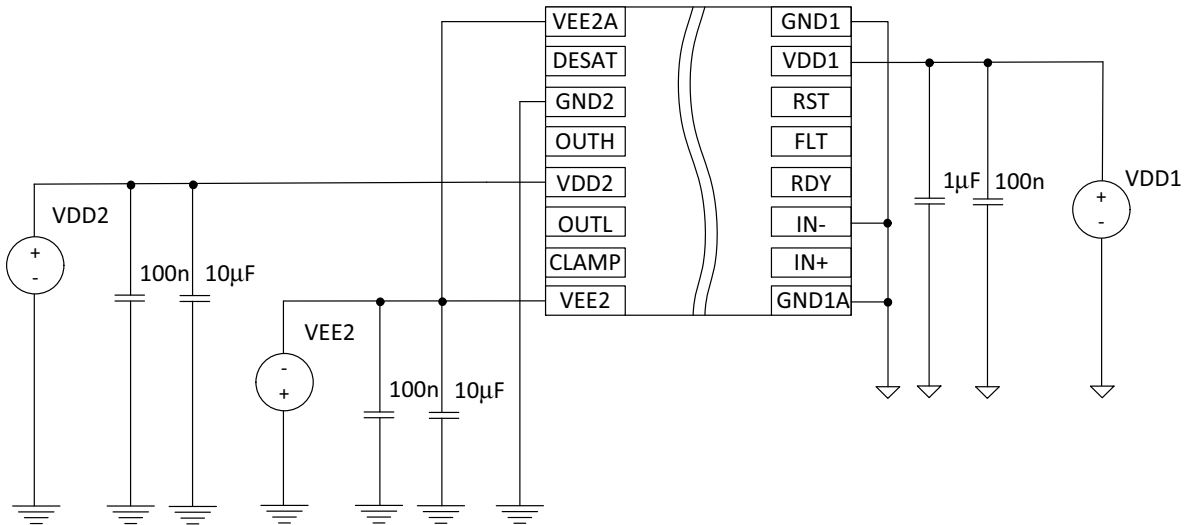 VEE2A
GND1
DESAT
VDD1
GND2
RST
OUTH
FLT
VDD2
RDY
OUTL
IN-
CLAMP
IN+
VEE2
GND1A
VDD2
+
-
100n
10μF
VEE2
-
+
100n
10μF
1μF
100n
VDD1
+
-